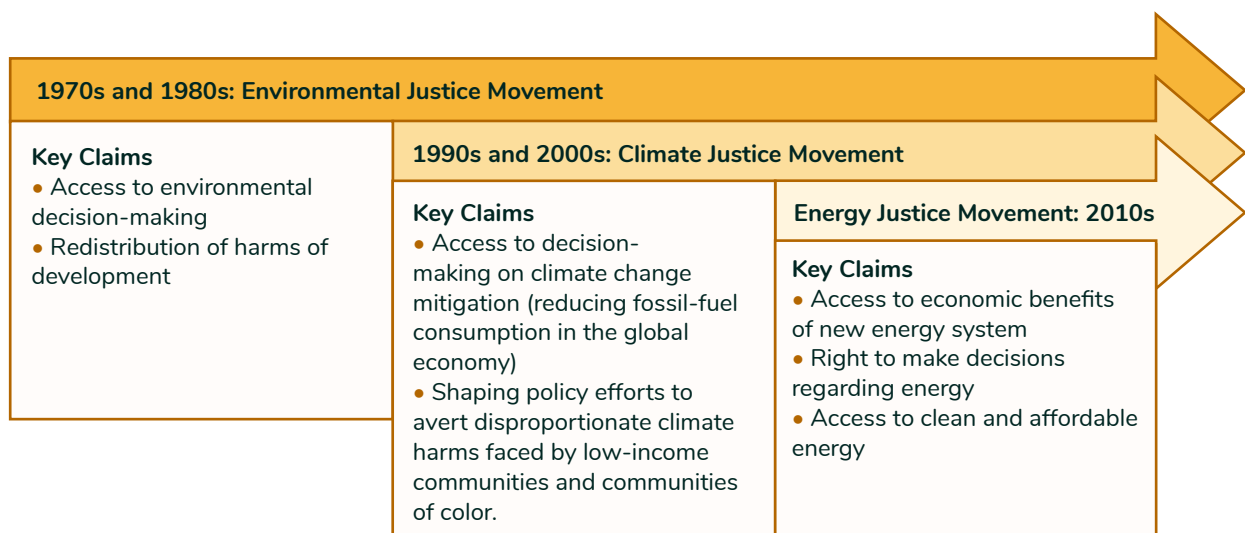 1970s and 1980s: Environmental Justice Movement
Key Claims
• Access to environmental
decision-making
• Redistribution of harms of
development
1990s and 2000s: Climate Justice Movement
Key Claims
• Access to decision-
making on climate change
mitigation (reducing fossil-fuel
consumption in the global
economy)
• Shaping policy efforts to
avert disproportionate climate
harms faced by low-income
communities and communities
of color.
Energy Justice Movement: 2010s
Key Claims
• Access to economic benefits
of new energy system
• Right to make decisions
regarding energy
• Access to clean and affordable
energy